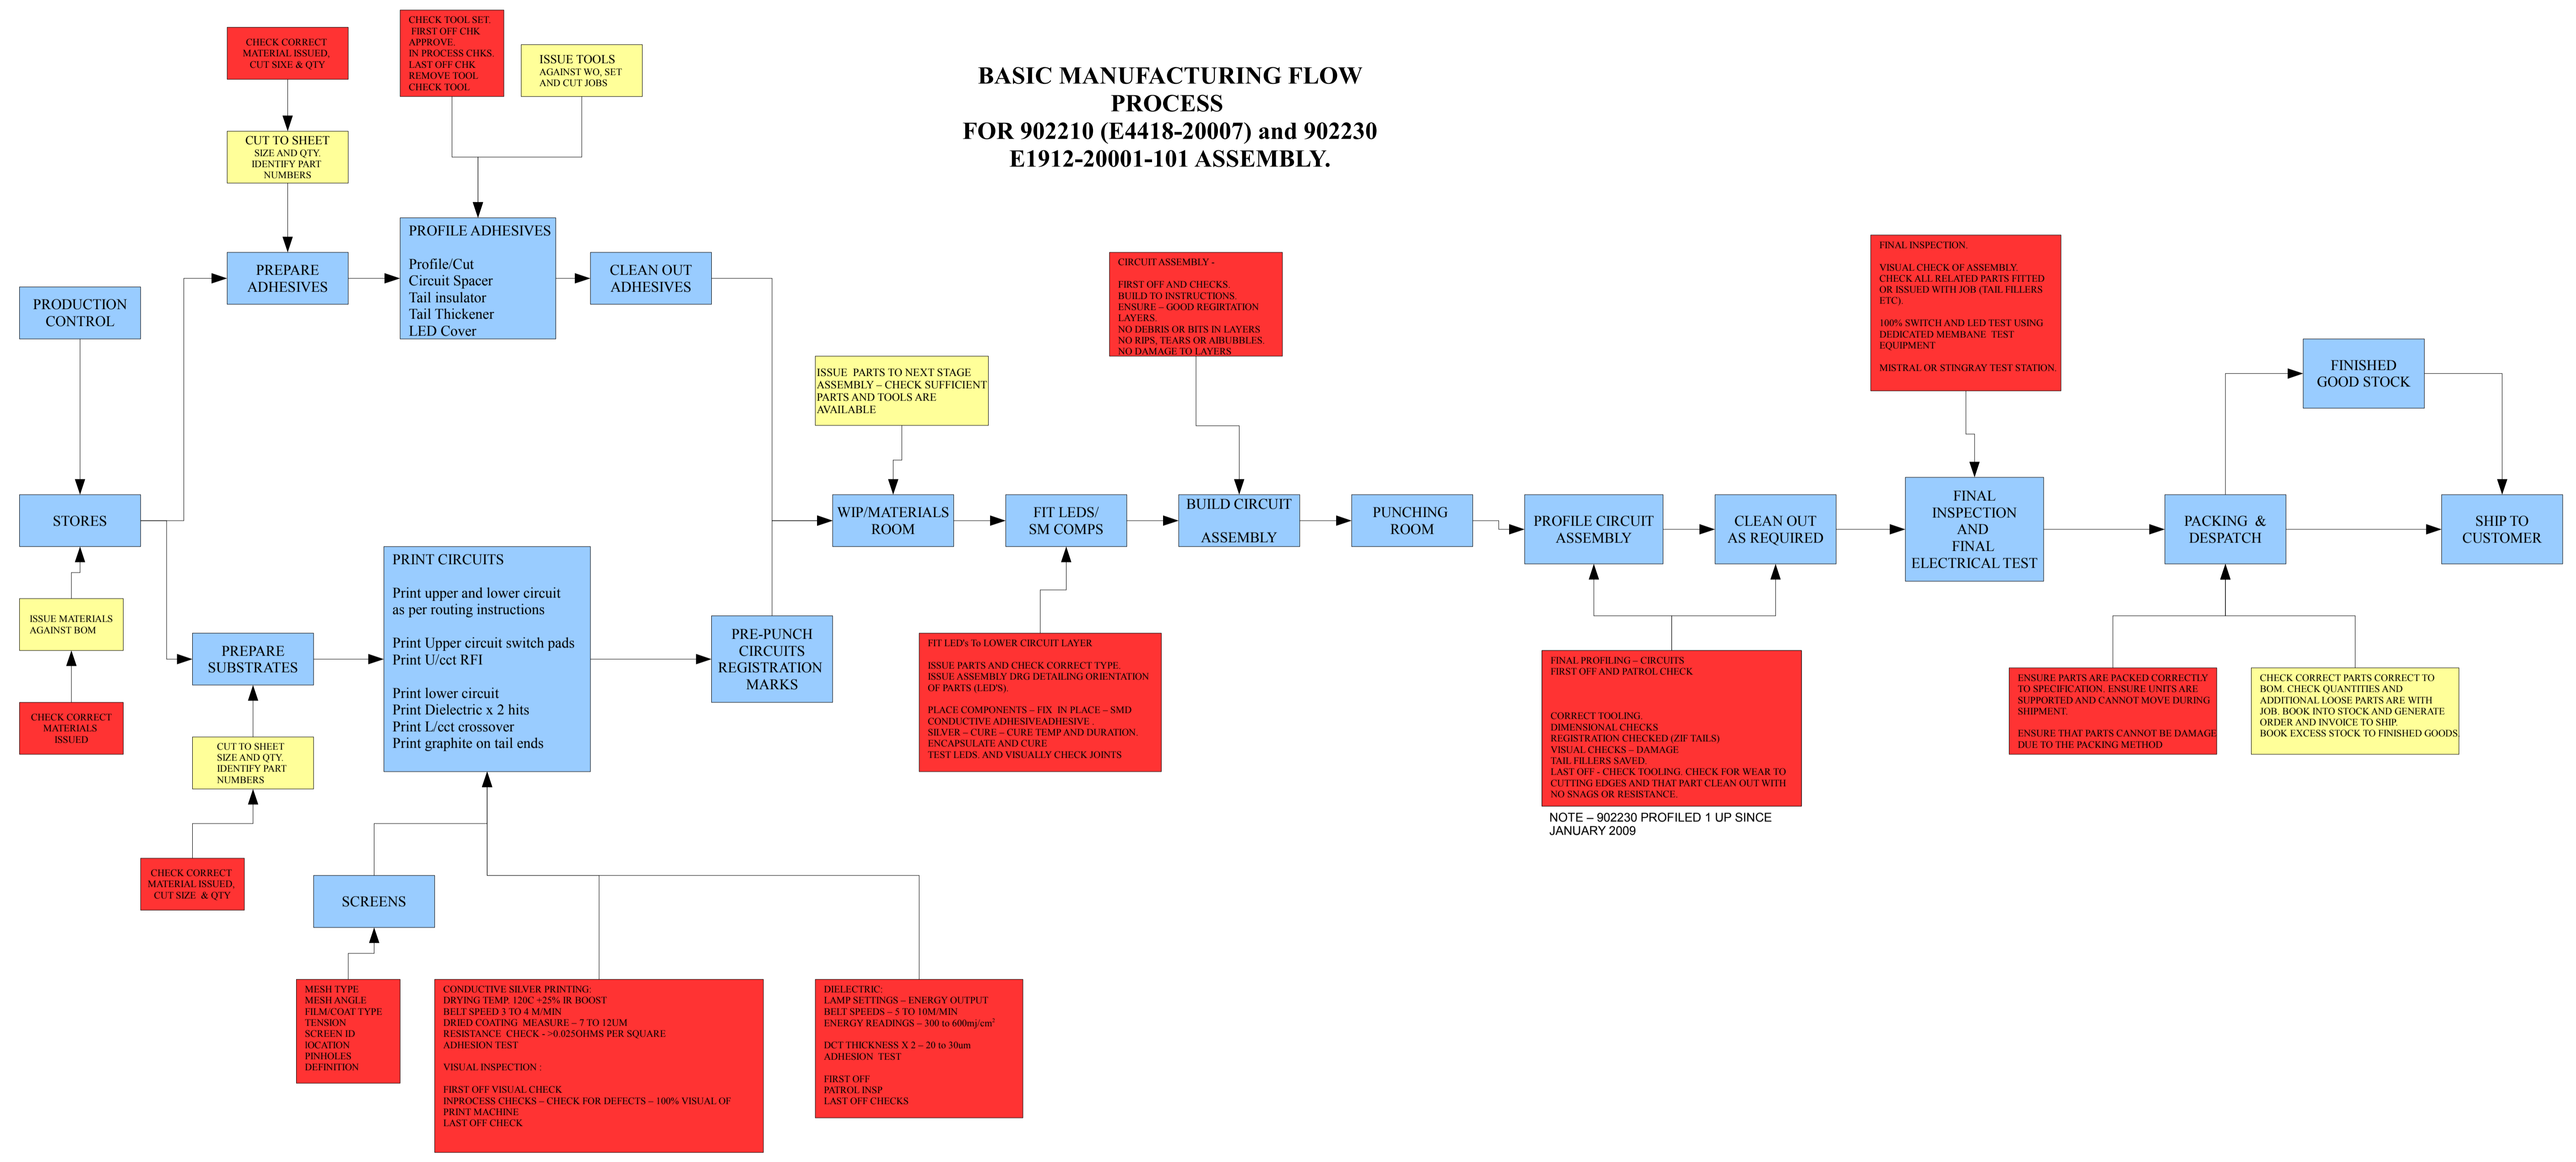 BASIC MANUFACTURING FLOW
PROCESS
FOR 902210 (E4418-20007) and 902230
E1912-20001-101 ASSEMBLY.
CHECK CORRECT
MATERIAL ISSUED,
CUT SIXE & QTY
CHECK TOOL SET.
FIRST OFF CHK
APPROVE.
IN PROCESS CHKS.
LAST OFF CHK
REMOVE TOOL
CHECK TOOL
ISSUE TOOLS
AGAINST WO, SET
AND CUT JOBS
CUT TO SHEET
SIZE AND QTY.
IDENTIFY PART
NUMBERS
PRODUCTION
CONTROL
PREPARE
ADHESIVES
PROFILE ADHESIVES
Profile/Cut
Circuit Spacer
Tail insulator
Tail Thickener
LED Cover
CLEAN OUT
ADHESIVES
STORES
ISSUE MATERIALS
AGAINST BOM
CHECK CORRECT
MATERIALS
ISSUED
PREPARE
SUBSTRATES
CUT TO SHEET
SIZE AND QTY.
IDENTIFY PART
NUMBERS
CHECK CORRECT
MATERIAL ISSUED,
CUT SIZE & QTY
PRINT CIRCUITS
Print upper and lower circuit
as per routing instructions
Print Upper circuit switch pads
Print U/cct RFI
Print lower circuit
Print Dielectric x 2 hits
Print L/cct crossover
Print graphite on tail ends
SCREENS
MESH TYPE
MESH ANGLE
FILM/COAT TYPE
TENSION
SCREEN ID
lOCATION
PINHOLES
DEFINITION
CONDUCTIVE SILVER PRINTING:
DRYING TEMP. 120C +25% IR BOOST
BELT SPEED 3 TO 4 M/MIN
DRIED COATING MEASURE – 7 TO 12UM
RESISTANCE CHECK - >0.025OHMS PER SQUARE
ADHESION TEST
VISUAL INSPECTION :
FIRST OFF VISUAL CHECK
INPROCESS CHECKS – CHECK FOR DEFECTS – 100% VISUAL OF
PRINT MACHINE
LAST OFF CHECK
DIELECTRIC:
LAMP SETTINGS – ENERGY OUTPUT
BELT SPEEDS – 5 TO 10M/MIN
ENERGY READINGS – 300 to 600mj/cm²
DCT THICKNESS X 2 – 20 to 30um
ADHESION TEST
FIRST OFF
PATROL INSP
LAST OFF CHECKS
PRE-PUNCH
CIRCUITS
REGISTRATION
MARKS
ISSUE PARTS TO NEXT STAGE
ASSEMBLY – CHECK SUFFICIENT
PARTS AND TOOLS ARE
AVAILABLE
WIP/MATERIALS
ROOM
FIT LEDS/
SM COMPS
FIT LED's To LOWER CIRCUIT LAYER
ISSUE PARTS AND CHECK CORRECT TYPE.
ISSUE ASSEMBLY DRG DETAILING ORIENTATION
OF PARTS (LED'S).
PLACE COMPONENTS – FIX IN PLACE – SMD
CONDUCTIVE ADHESIVEADHESIVE .
SILVER – CURE – CURE TEMP AND DURATION.
ENCAPSULATE AND CURE
TEST LEDS. AND VISUALLY CHECK JOINTS
CIRCUIT ASSEMBLY -
FIRST OFF AND CHECKS.
BUILD TO INSTRUCTIONS.
ENSURE – GOOD REGIRTATION
LAYERS.
NO DEBRIS OR BITS IN LAYERS
NO RIPS, TEARS OR AIBUBBLES.
NO DAMAGE TO LAYERS
BUILD CIRCUIT
ASSEMBLY
PUNCHING
ROOM
PROFILE CIRCUIT
ASSEMBLY
CLEAN OUT
AS REQUIRED
FINAL PROFILING – CIRCUITS
FIRST OFF AND PATROL CHECK
CORRECT TOOLING.
DIMENSIONAL CHECKS
REGISTRATION CHECKED (ZIF TAILS)
VISUAL CHECKS – DAMAGE
TAIL FILLERS SAVED.
LAST OFF - CHECK TOOLING. CHECK FOR WEAR TO
CUTTING EDGES AND THAT PART CLEAN OUT WITH
NO SNAGS OR RESISTANCE.
NOTE – 902230 PROFILED 1 UP SINCE
JANUARY 2009
FINAL INSPECTION.
VISUAL CHECK OF ASSEMBLY.
CHECK ALL RELATED PARTS FITTED
OR ISSUED WITH JOB (TAIL FILLERS
ETC).
100% SWITCH AND LED TEST USING
DEDICATED MEMBANE TEST
EQUIPMENT
MISTRAL OR STINGRAY TEST STATION.
FINAL
INSPECTION
AND
FINAL
ELECTRICAL TEST
PACKING &
DESPATCH
FINISHED
GOOD STOCK
SHIP TO
CUSTOMER
ENSURE PARTS ARE PACKED CORRECTLY
TO SPECIFICATION. ENSURE UNITS ARE
SUPPORTED AND CANNOT MOVE DURING
SHIPMENT.
ENSURE THAT PARTS CANNOT BE DAMAGE
DUE TO THE PACKING METHOD
CHECK CORRECT PARTS CORRECT TO
BOM. CHECK QUANTITIES AND
ADDITIONAL LOOSE PARTS ARE WITH
JOB. BOOK INTO STOCK AND GENERATE
ORDER AND INVOICE TO SHIP.
BOOK EXCESS STOCK TO FINISHED GOODS.